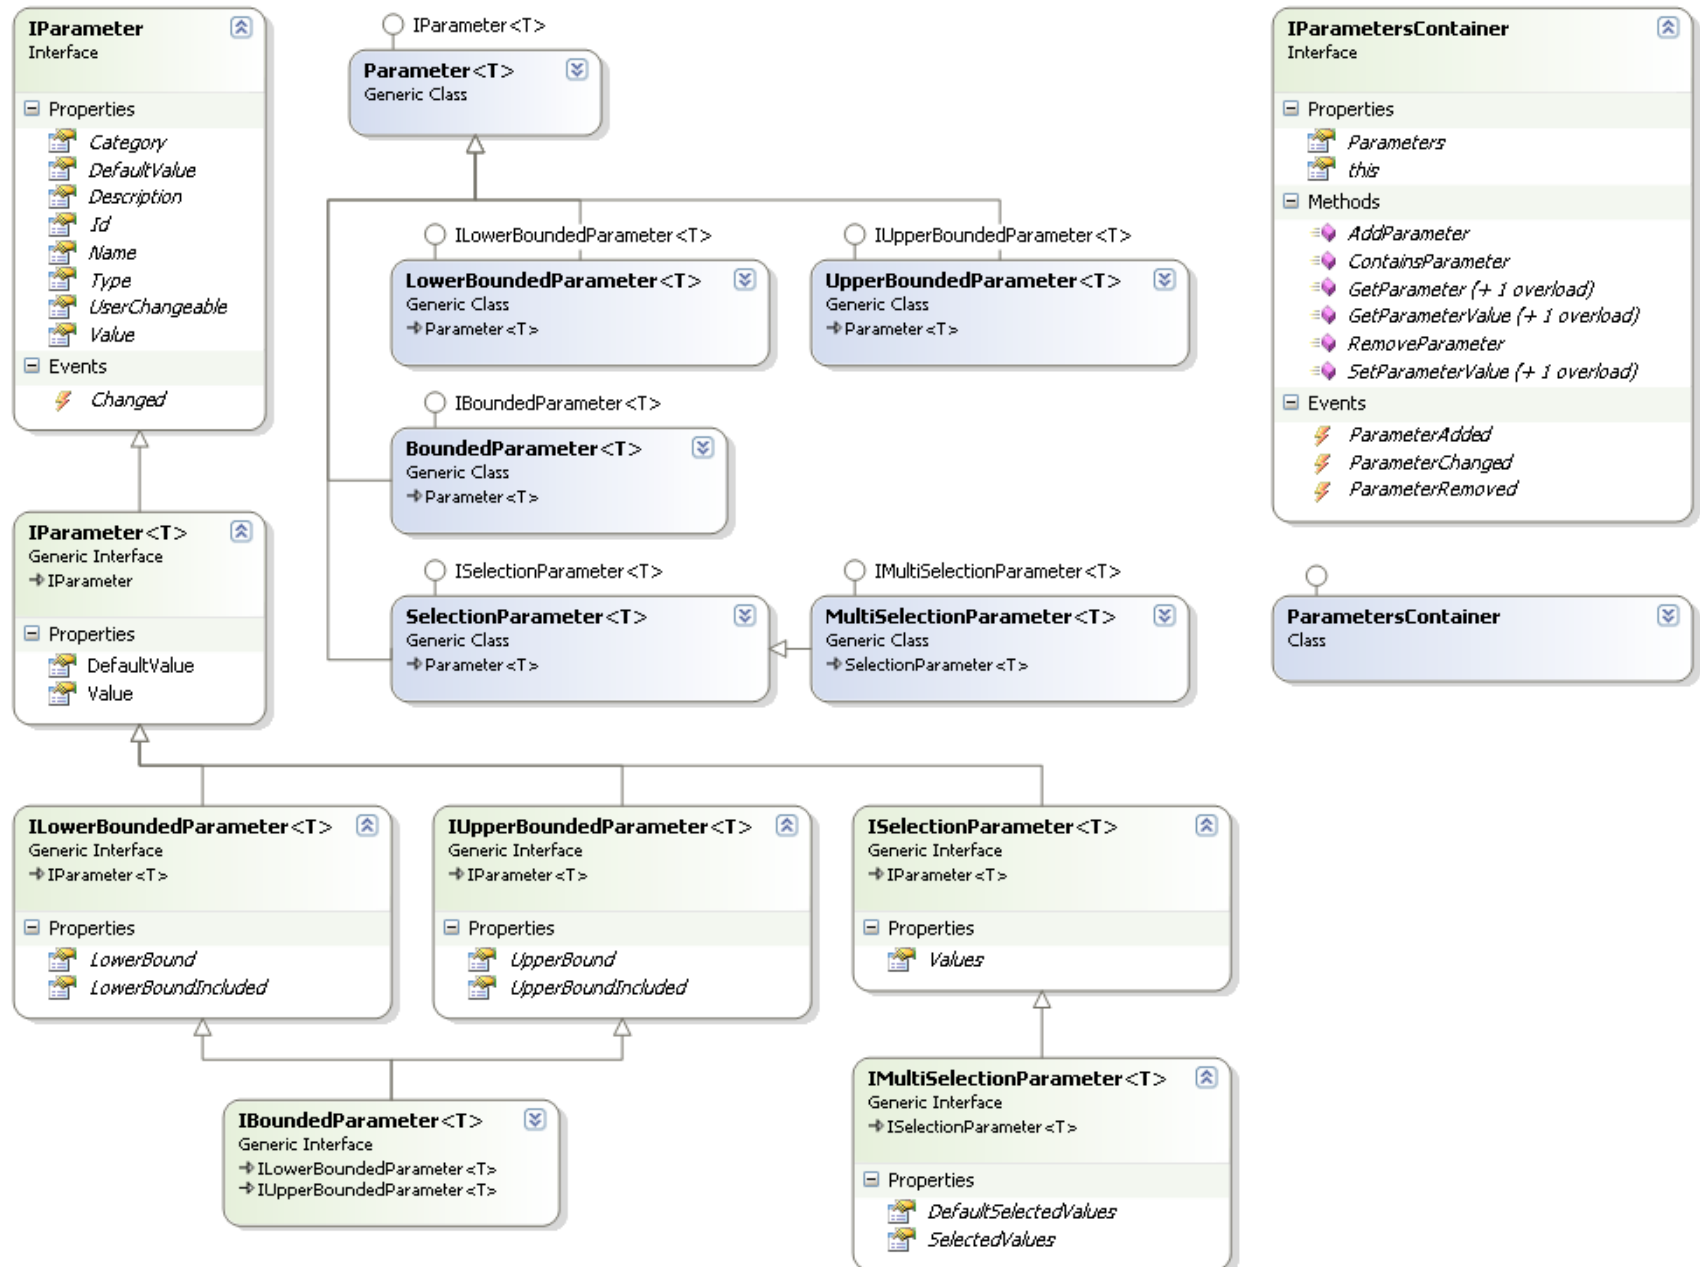 IParameter
Interface
Properties
Category
DefaultValue
Description
Id
Name
Type
UserChangeable
Value
Events
Changed
IParameter<T>
Generic Interface
IParameter
Properties
DefaultValue
Value
IParameter<T>
Parameter<T>
Generic Class
ILowerBoundedParameter<T>
LowerBoundedParameter<T>
Generic Class
Parameter<T>
IUpperBoundedParameter<T>
UpperBoundedParameter<T>
Generic Class
Parameter<T>
IBoundedParameter<T>
BoundedParameter<T>
Generic Class
Parameter<T>
ISelectionParameter<T>
SelectionParameter<T>
Generic Class
Parameter<T>
IMultiSelectionParameter<T>
MultiSelectionParameter<T>
Generic Class
SelectionParameter<T>
IParametersContainer
Interface
Properties
Parameters
this
Methods
AddParameter
ContainsParameter
GetParameter (+ 1 overload)
GetParameterValue (+ 1 overload)
RemoveParameter
SetParameterValue (+ 1 overload)
Events
ParameterAdded
ParameterChanged
ParameterRemoved
ParametersContainer
Class
ILowerBoundedParameter<T>
Generic Interface
IParameter<T>
Properties
LowerBound
LowerBoundIncluded
IUpperBoundedParameter<T>
Generic Interface
IParameter<T>
Properties
UpperBound
UpperBoundIncluded
ISelectionParameter<T>
Generic Interface
IParameter<T>
Properties
Values
IBoundedParameter<T>
Generic Interface
ILowerBoundedParameter<T>
IUpperBoundedParameter<T>
IMultiSelectionParameter<T>
Generic Interface
ISelectionParameter<T>
Properties
DefaultSelectedValues
SelectedValues